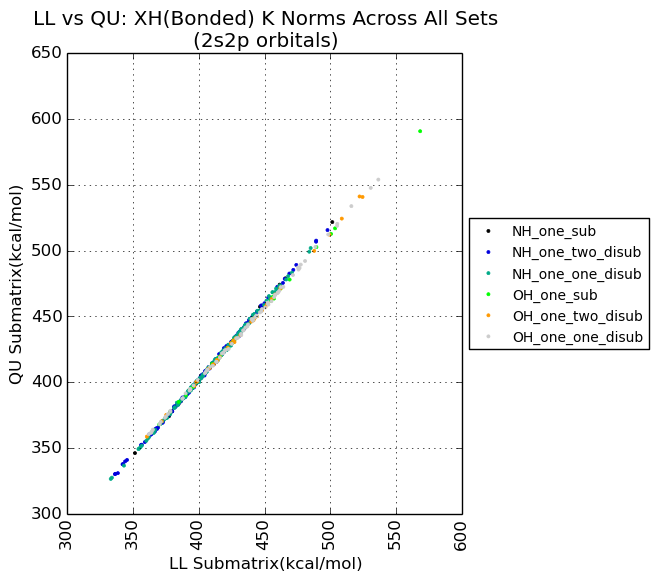 LL vs QU: XH(Bonded) K Norms Across All Sets
(2s2p orbitals)
650
600
550
500
450
400
350
300
QU Submatrix(kcal/mol)
300
350
400
450
500
550
600
LL Submatrix(kcal/mol)
NH_one_sub
NH_one_two_disub
NH_one_one_disub
OH_one_sub
OH_one_two_disub
OH_one_one_disub